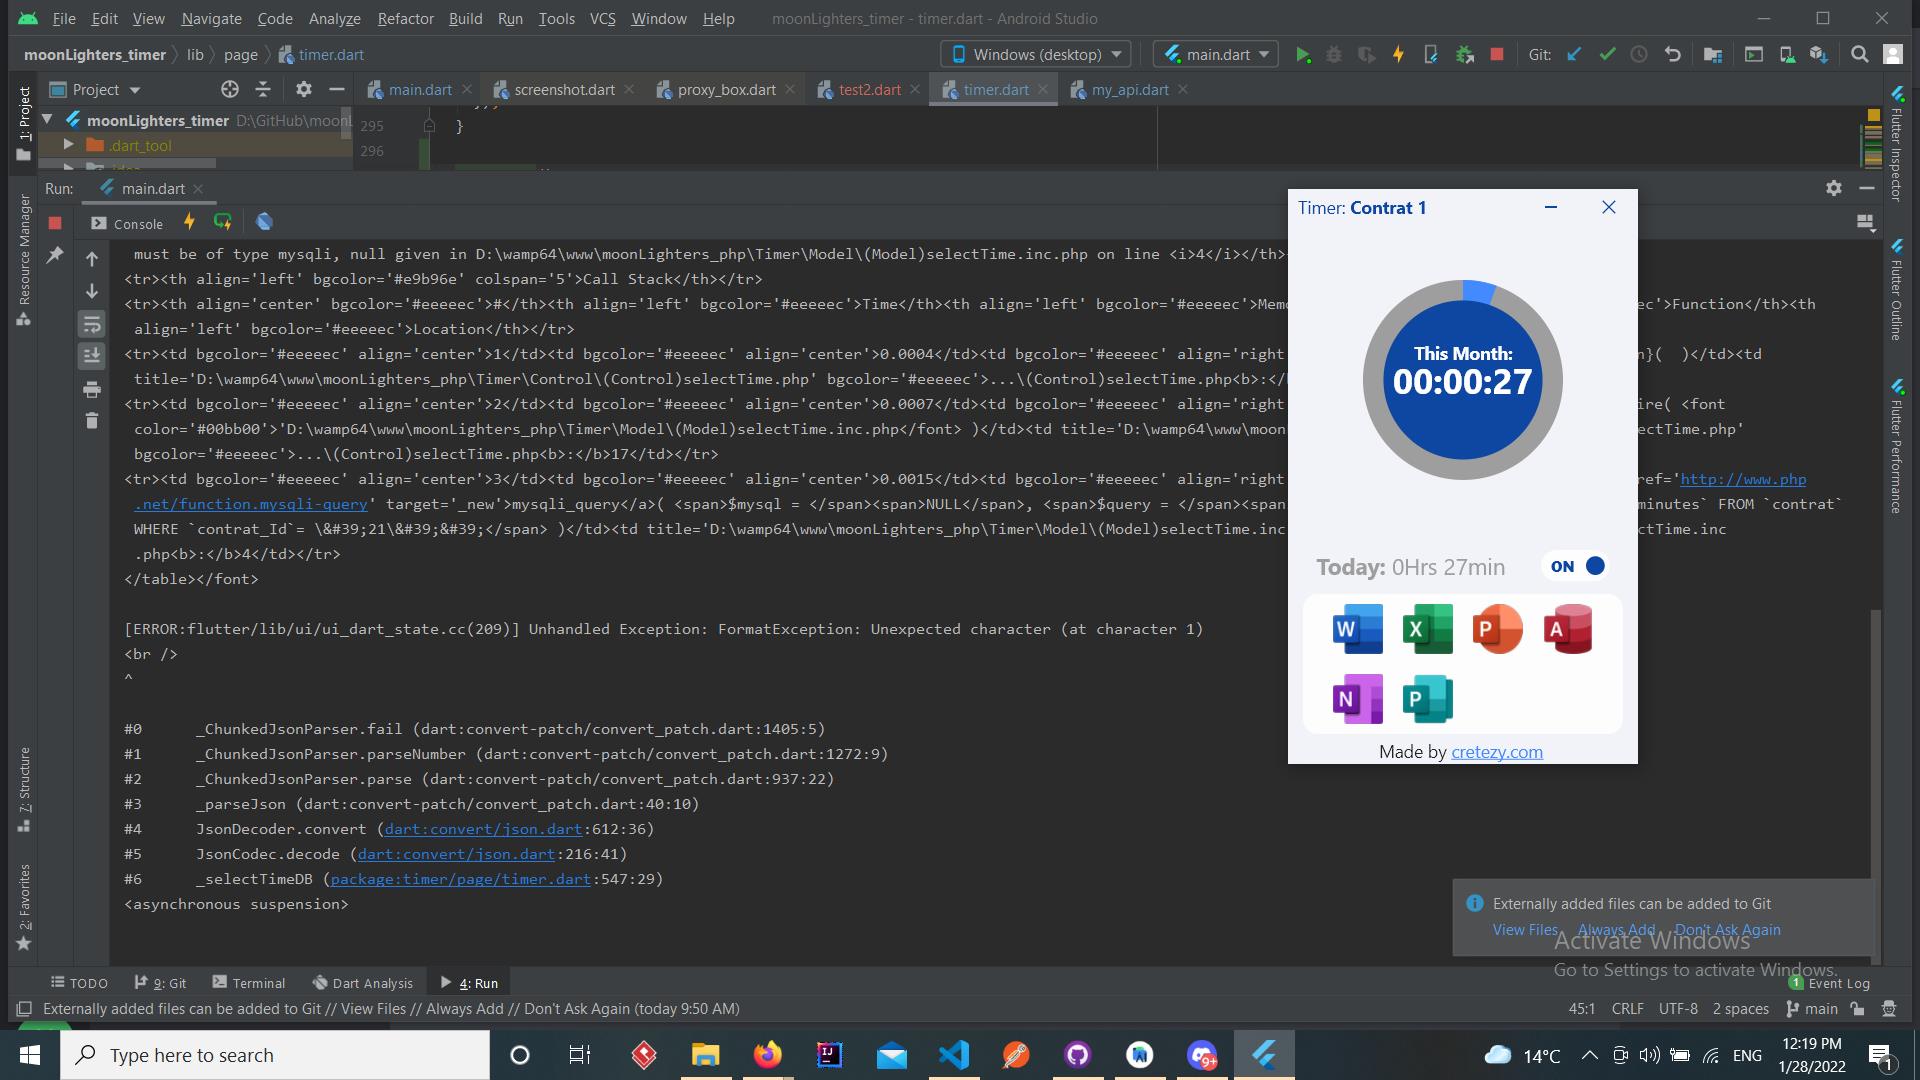 File Edit View Navigate Code Analyze Refactor Build Run Tools VCS Window Help moonLighters_timer - timer.dart - Android Studio
moonLighters_timer lib page timer.dart Windows (desktop) main.dart Git:
Project main.dart screenshot.dart proxy_box.dart test2.dart timer.dart my_api.dart
moonLighters_timer D:\GitHub\moonL
.dart_tool
295 }
296
1: Project
Resource Manager
7: Structure
2: Favorites
Flutter Inspector
Flutter Outline
Flutter Performance
Run: main.dart
Console
must be of type mysqli, null given in D:\wamp64\www\moonLighters_php\Timer\Model\(Model)selectTime.inc.php on line <i>4</i></th>
<tr><th align='left' bgcolor='#e9b96e' colspan='5'>Call Stack</th></tr>
<tr><th align='center' bgcolor='#eeeeec'>#</th><th align='left' bgcolor='#eeeeec'>Time</th><th align='left' bgcolor='#eeeeec'>Mem ec'>Function</th><th
align='left' bgcolor='#eeeeec'>Location</th></tr>
<tr><td bgcolor='#eeeeec' align='center'>1</td><td bgcolor='#eeeeec' align='center'>0.0004</td><td bgcolor='#eeeeec' align='right n}(  )</td><td
title='D:\wamp64\www\moonLighters_php\Timer\Control\(Control)selectTime.php' bgcolor='#eeeeec'>...\(Control)selectTime.php<b>:</
<tr><td bgcolor='#eeeeec' align='center'>2</td><td bgcolor='#eeeeec' align='center'>0.0007</td><td bgcolor='#eeeeec' align='right ire( <font
color='#00bb00'>'D:\wamp64\www\moonLighters_php\Timer\Model\(Model)selectTime.inc.php</font> )</td><td title='D:\wamp64\www\moon ectTime.php'
bgcolor='#eeeeec'>...\(Control)selectTime.php<b>:</b>17</td></tr>
<tr><td bgcolor='#eeeeec' align='center'>3</td><td bgcolor='#eeeeec' align='center'>0.0015</td><td bgcolor='#eeeeec' align='right ref='http://www.php
.net/function.mysqli-query' target='_new'>mysqli_query</a>( <span>$mysql = </span><span>NULL</span>, <span>$query = </span><span minutes` FROM `contrat`
WHERE `contrat_Id`= \&#39;21\&#39;&#39;</span> )</td><td title='D:\wamp64\www\moonLighters_php\Timer\Model\(Model)selectTime.inc ctTime.inc
.php<b>:</b>4</td></tr>
</table></font>
[ERROR:flutter/lib/ui/ui_dart_state.cc(209)] Unhandled Exception: FormatException: Unexpected character (at character 1)
<br />
^
#0 _ChunkedJsonParser.fail (dart:convert-patch/convert_patch.dart:1405:5)
#1 _ChunkedJsonParser.parseNumber (dart:convert-patch/convert_patch.dart:1272:9)
#2 _ChunkedJsonParser.parse (dart:convert-patch/convert_patch.dart:937:22)
#3 _parseJson (dart:convert-patch/convert_patch.dart:40:10)
#4 JsonDecoder.convert (dart:convert/json.dart:612:36)
#5 JsonCodec.decode (dart:convert/json.dart:216:41)
#6 _selectTimeDB (package:timer/page/timer.dart:547:29)
<asynchronous suspension>
Timer: Contrat 1
This Month:
00:00:27
Today: 0Hrs 27min ON
W X P A
N P
Made by cretezy.com
Externally added files can be added to Git
View Files Always Add Don't Ask Again
Activate Windows
Go to Settings to activate Windows.
TODO 9: Git Terminal Dart Analysis 4: Run 1 Event Log
Externally added files can be added to Git // View Files // Always Add // Don't Ask Again (today 9:50 AM) 45:1 CRLF UTF-8 2 spaces main
Type here to search IJ 9+ 14°C ENG 12:19 PM
1/28/2022 1